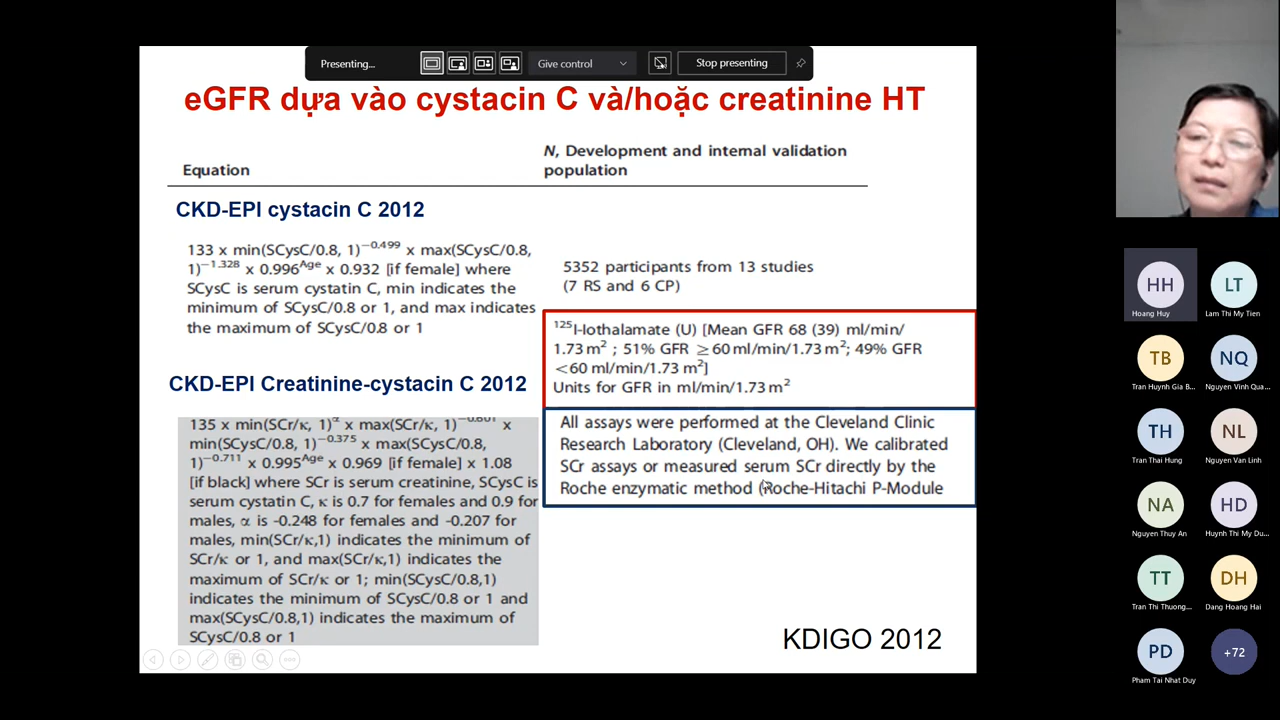 Presenting...
Give control
Stop presenting
eGFR dựa vào cystacin C và/hoặc creatinine HT
Equation
N, Development and internal validation
population
CKD-EPI cystacin C 2012
133 x min(SCysC/0.8, 1)^−0.499 x max(SCysC/0.8,
1)^−1.328 x 0.996^Age x 0.932 [if female] where
SCysC is serum cystatin C, min indicates the
minimum of SCysC/0.8 or 1, and max indicates
the maximum of SCysC/0.8 or 1
5352 participants from 13 studies
(7 RS and 6 CP)
^125I-Iothalamate (U) [Mean GFR 68 (39) ml/min/
1.73 m² ; 51% GFR ≥60 ml/min/1.73 m²; 49% GFR
<60 ml/min/1.73 m²]
Units for GFR in ml/min/1.73 m²
CKD-EPI Creatinine-cystacin C 2012
135 x min(SCr/κ, 1)^α x max(SCr/κ, 1)^−0.601 x
min(SCysC/0.8, 1)^−0.375 x max(SCysC/0.8,
1)^−0.711 x 0.995^Age x 0.969 [if female] x 1.08
[if black] where SCr is serum creatinine, SCysC is
serum cystatin C, κ is 0.7 for females and 0.9 for
males, α is -0.248 for females and -0.207 for
males, min(SCr/κ,1) indicates the minimum of
SCr/κ or 1, and max(SCr/κ,1) indicates the
maximum of SCr/κ or 1; min(SCysC/0.8,1)
indicates the minimum of SCysC/0.8 or 1 and
max(SCysC/0.8,1) indicates the maximum of
SCysC/0.8 or 1
All assays were performed at the Cleveland Clinic
Research Laboratory (Cleveland, OH). We calibrated
SCr assays or measured serum SCr directly by the
Roche enzymatic method (Roche-Hitachi P-Module
KDIGO 2012
HH
Hoang Huy
LT
Lam Thi My Tien
TB
Tran Huynh Gia B...
NQ
Nguyen Vinh Qua...
TH
Tran Thai Hung
NL
Nguyen Van Linh
NA
Nguyen Thuy An
HD
Huynh Thi My Du...
TT
Tran Thi Thuong...
DH
Dang Hoang Hai
PD
Pham Tai Nhat Duy
+72